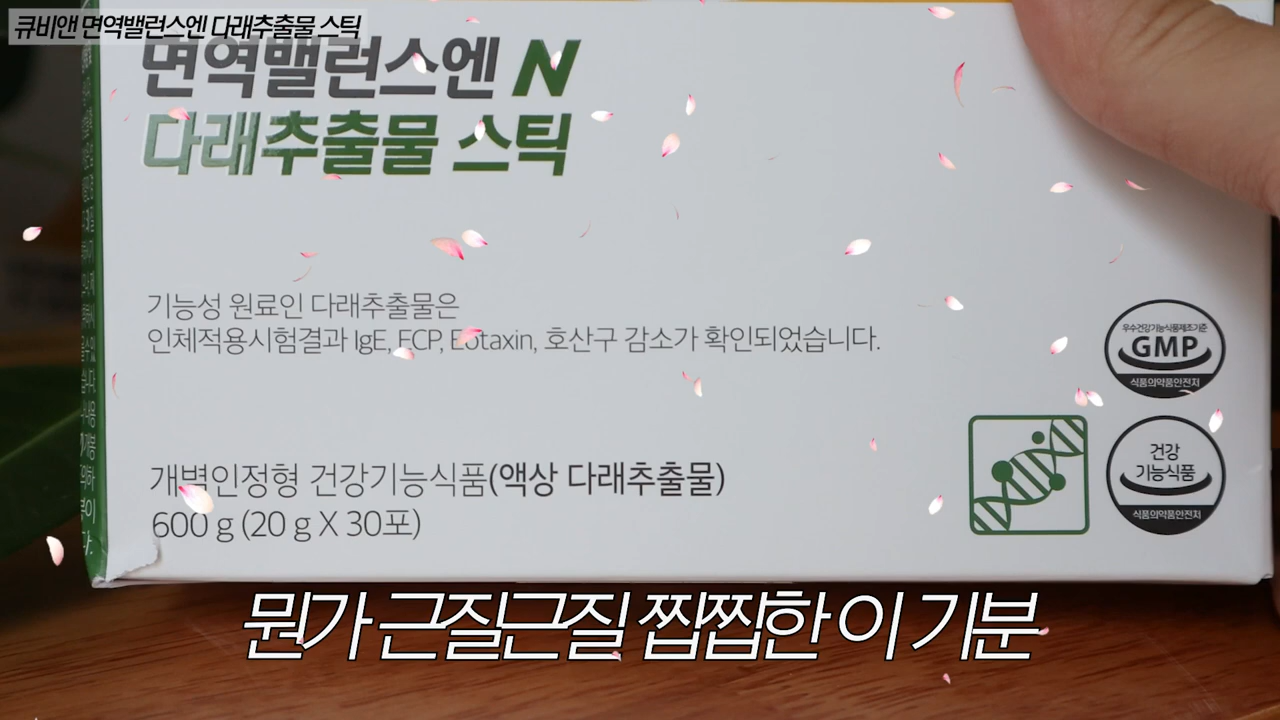 큐비앤 면역밸런스엔 다래추출물 스틱
면역밸런스엔 N
다래추출물 스틱
기능성 원료인 다래추출물은
인체적용시험결과 IgE, ECP, Eotaxin, 호산구 감소가 확인되었습니다.
우수건강기능식품제조기준
GMP
식품의약품안전처
개별인정형 건강기능식품(액상 다래추출물)
600 g (20 g X 30포)
건강
기능식품
식품의약품안전처
뭔가 근질근질 찝찝한 이 기분